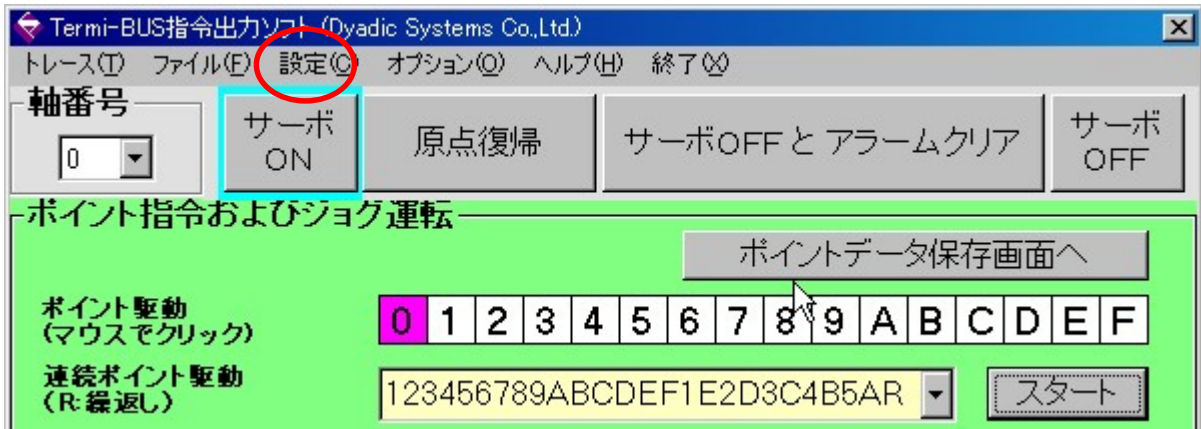 Termi-BUS指令出力ソフト (Dyadic Systems Co.,Ltd.)
トレース(T) ファイル(F) 設定(C) オプション(O) ヘルプ(H) 終了(X)
軸番号
0
サーボ
ON
原点復帰
サーボOFF と アラームクリア
サーボ
OFF
ポイント指令およびジョグ運転
ポイントデータ保存画面へ
ポイント駆動
(マウスでクリック)
0 1 2 3 4 5 6 7 8 9 A B C D E F
連続ポイント駆動
(R:繰返し)
123456789ABCDEF1E2D3C4B5AR
スタート